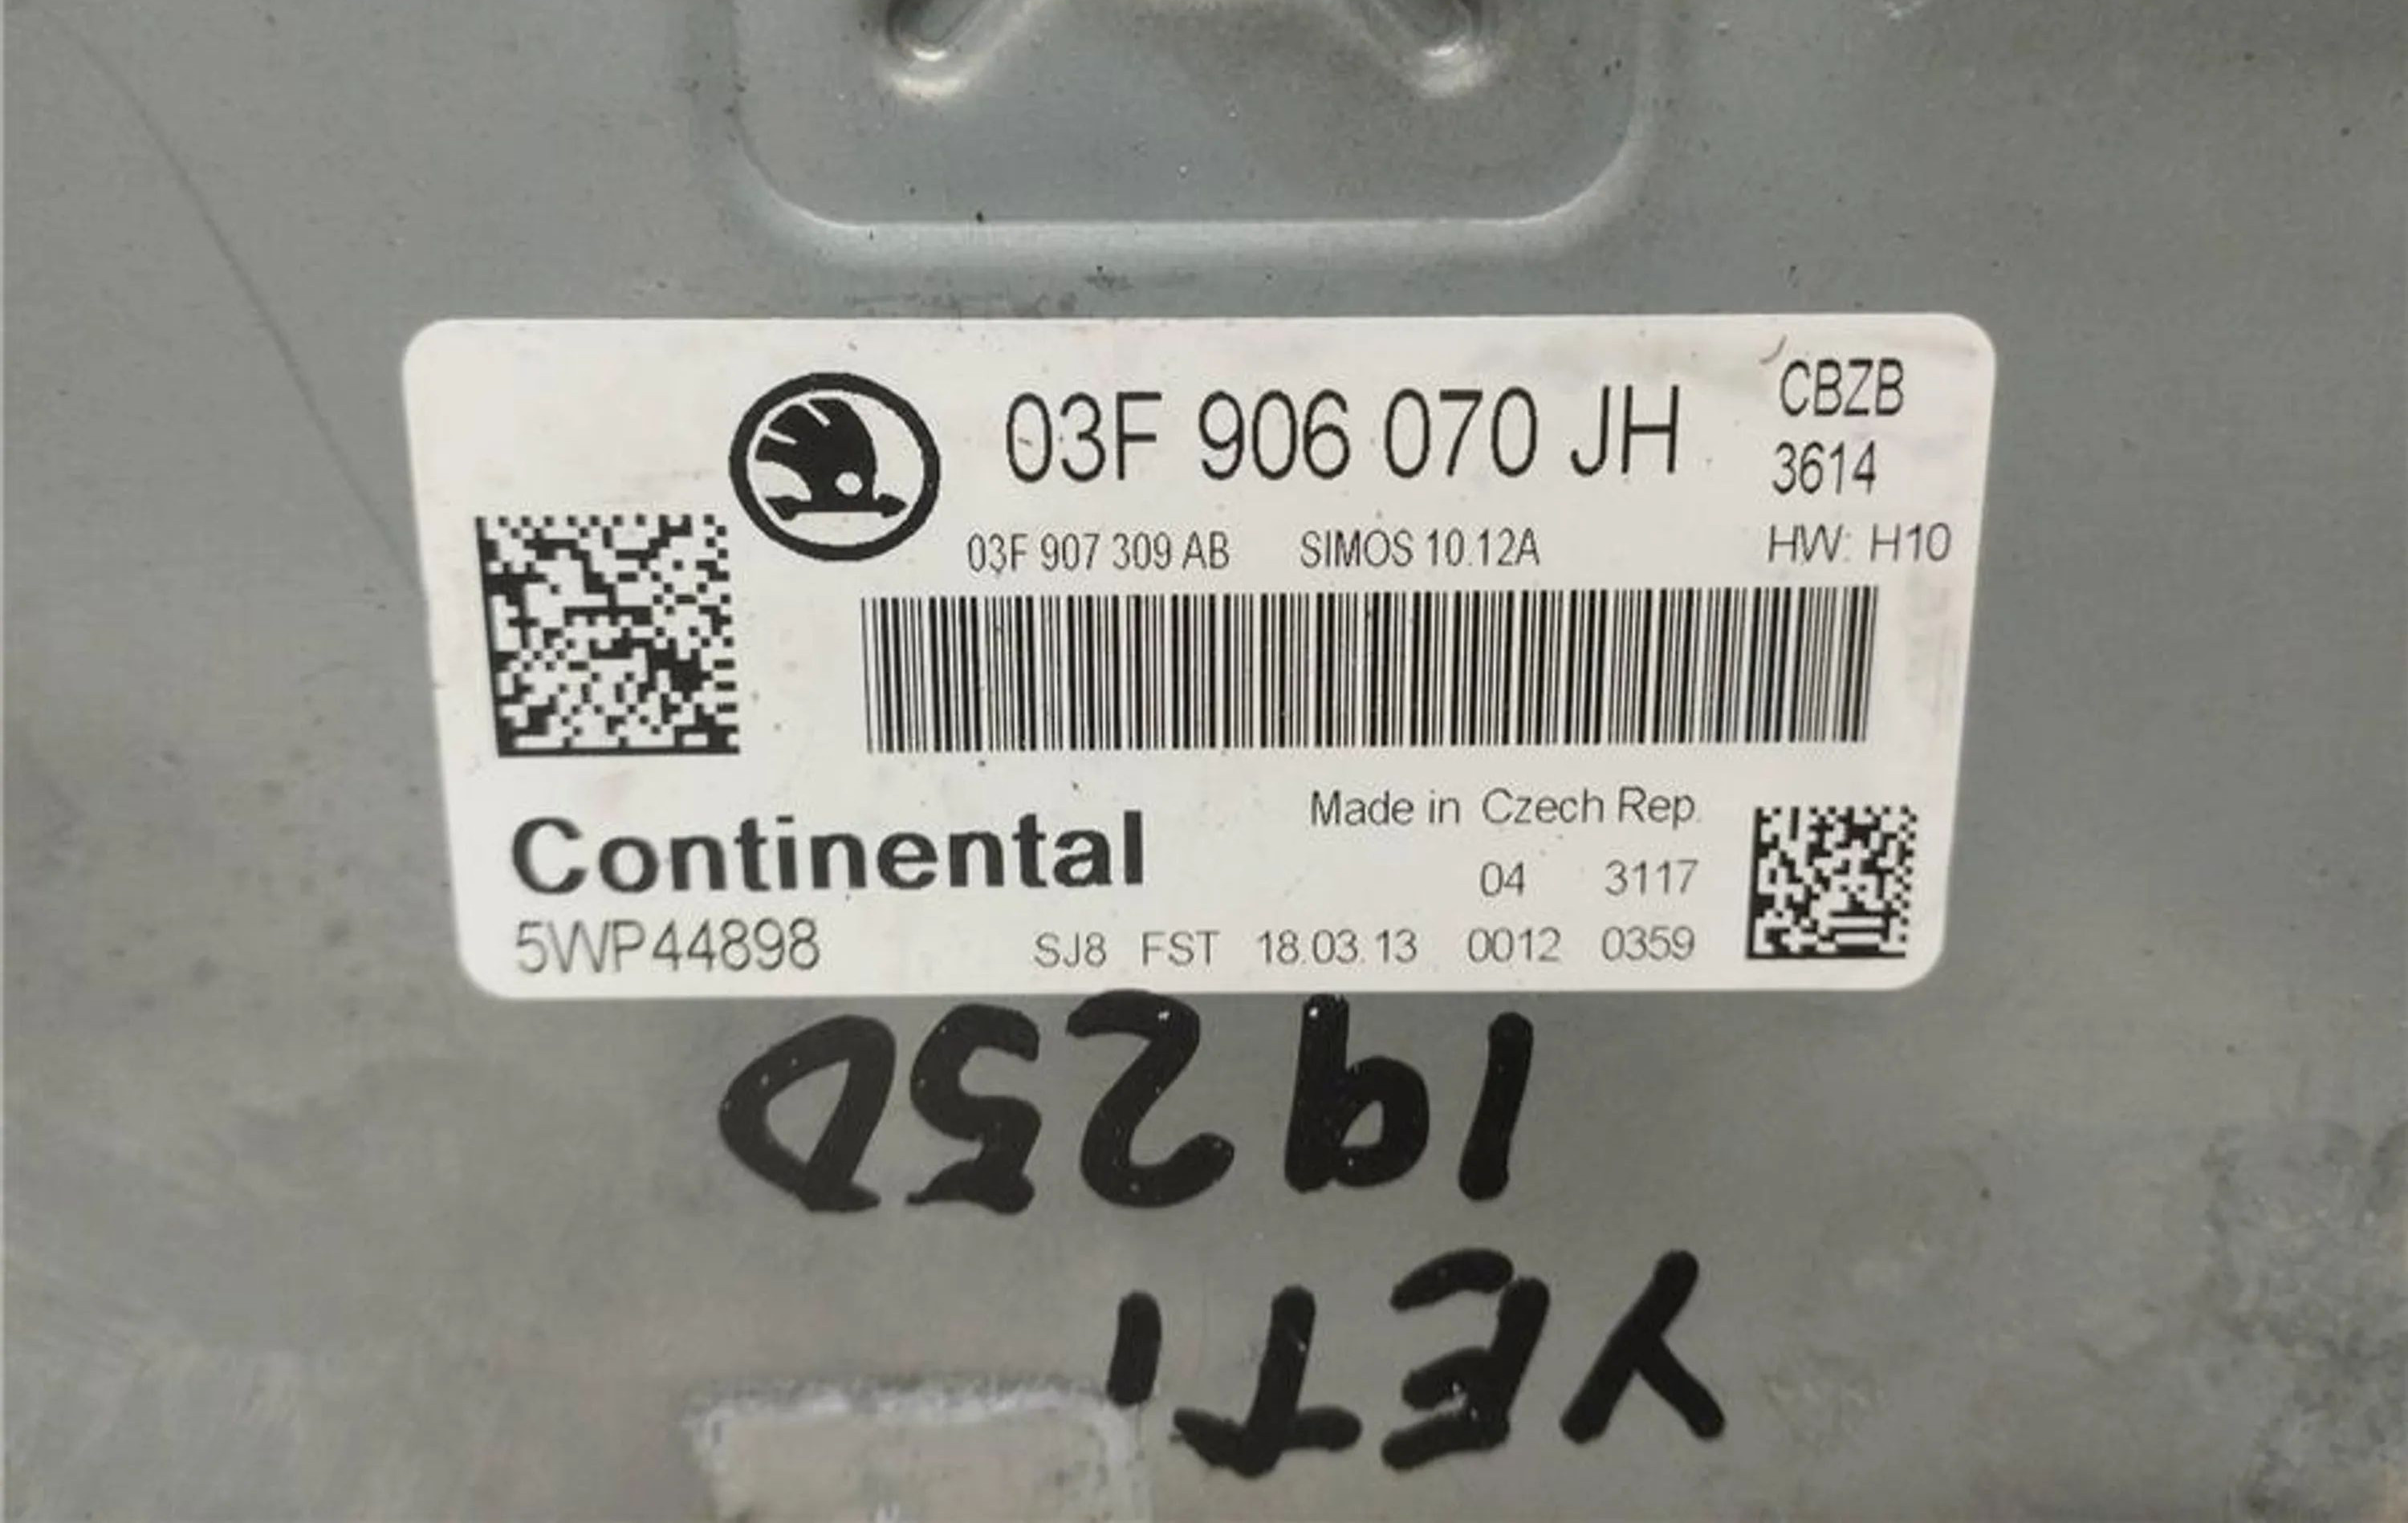 03F 906 070 JH
CBZB
3614
03F 907 309 AB SIMOS 10.12A HW: H10
Made in Czech Rep.
Continental
04 3117
5WP44898 SJ8 FST 18.03.13 0012 0359
YETI
1925D